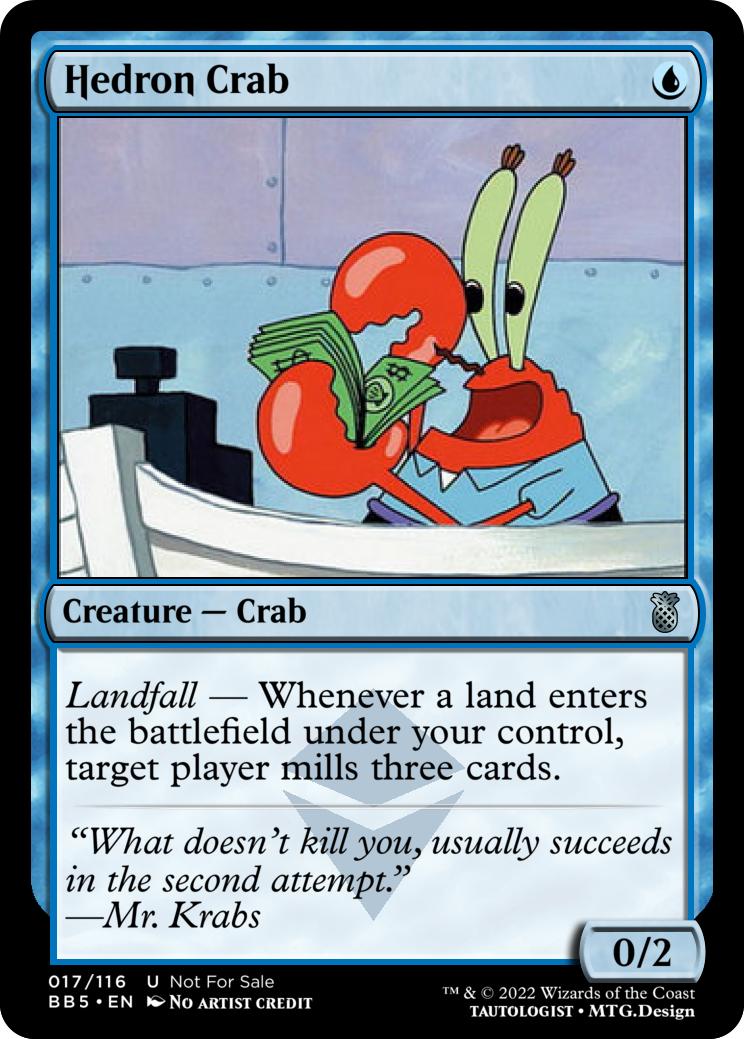 Hedron Crab
Creature — Crab
Landfall — Whenever a land enters
the battlefield under your control,
target player mills three cards.
“What doesn’t kill you, usually succeeds
in the second attempt.”
—Mr. Krabs
0/2
017/116 U Not For Sale
BB5 • EN No artist credit
™ & © 2022 Wizards of the Coast
TAUTOLOGIST • MTG.Design